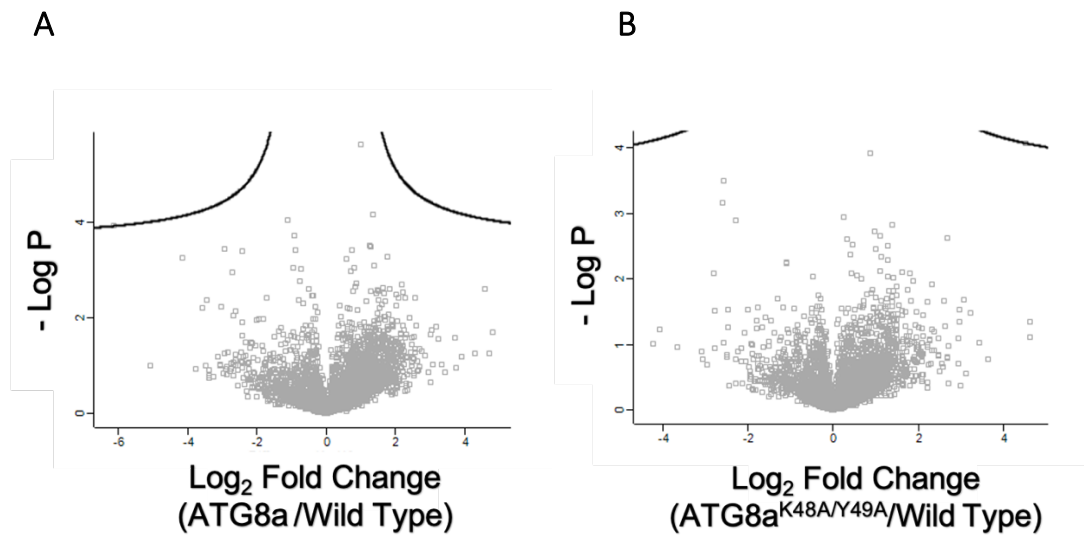 A
B
- Log P
4
2
0
-6 -4 -2 0 2 4
Log2 Fold Change
(ATG8a /Wild Type)
- Log P
4
3
2
1
0
-4 -2 0 2 4
Log2 Fold Change
(ATG8aK48A/Y49A/Wild Type)